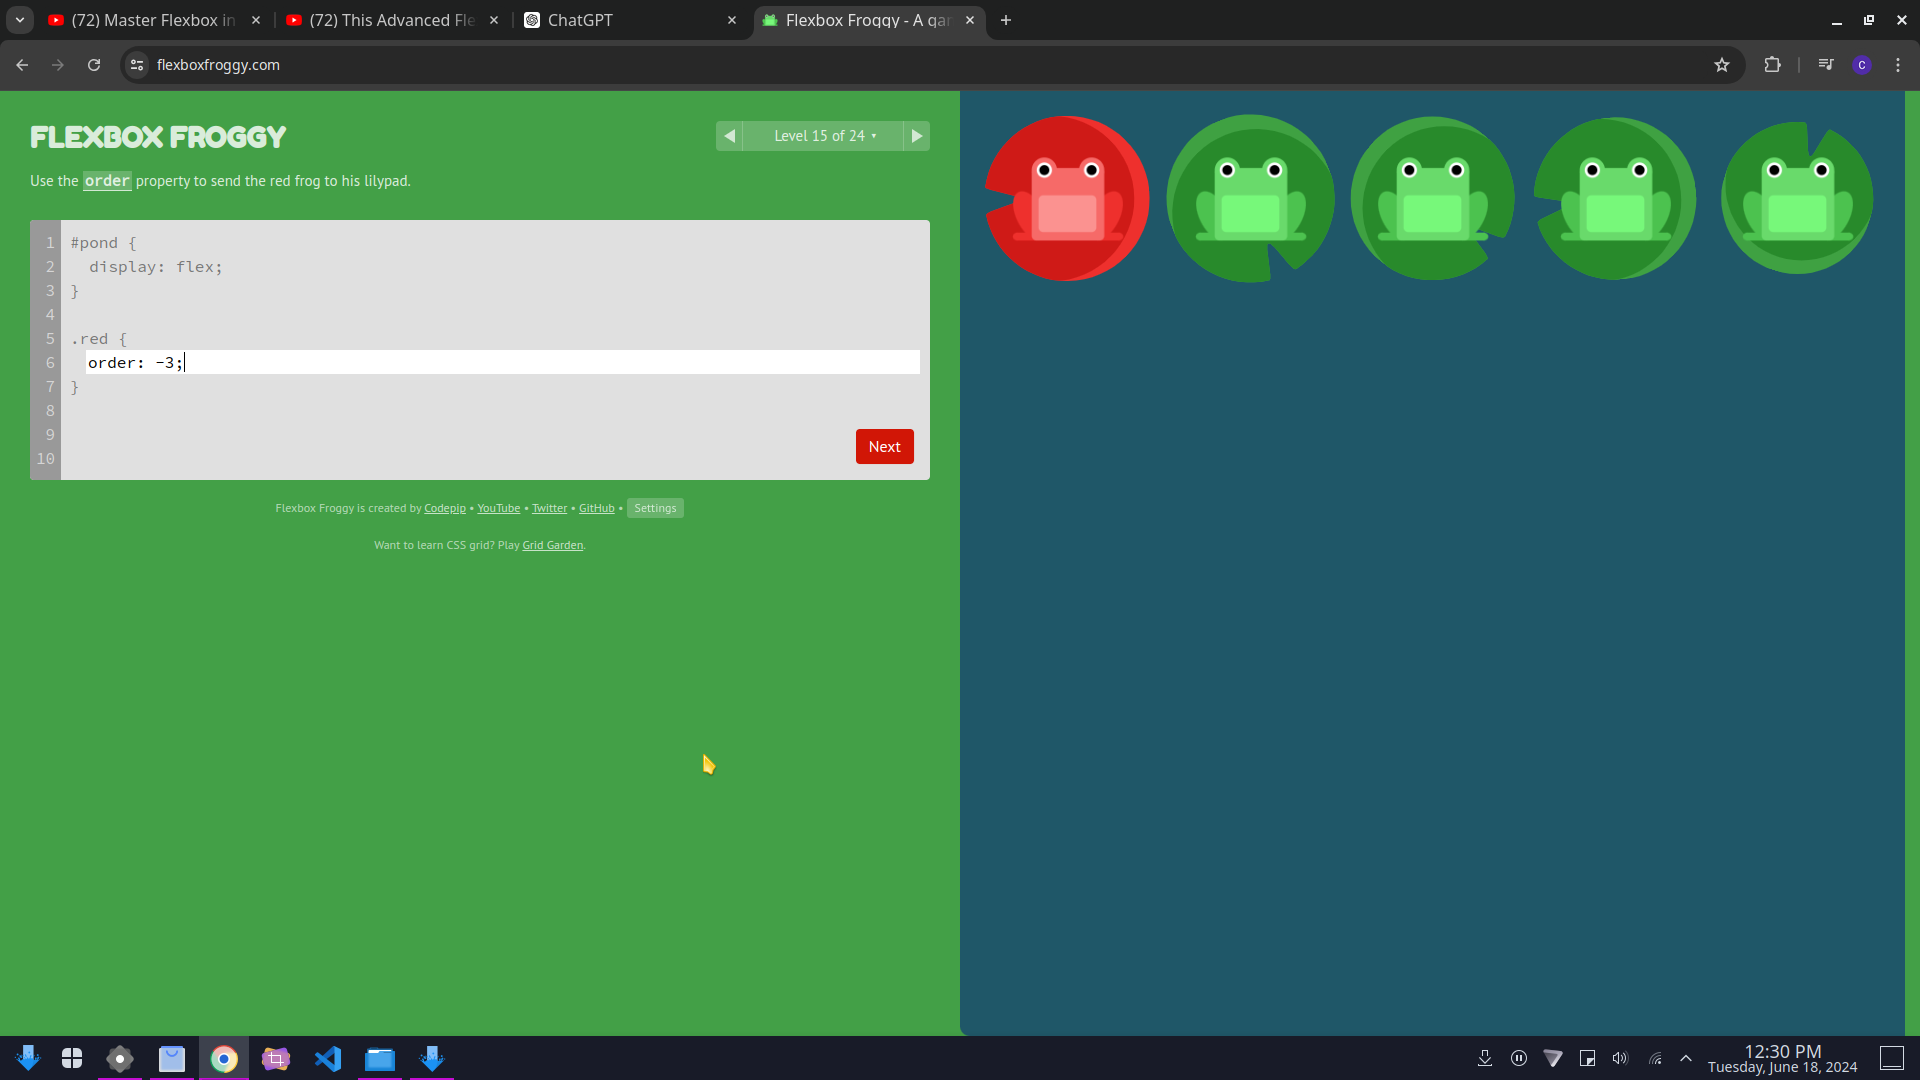 (72) Master Flexbox in
(72) This Advanced Fle
ChatGPT
Flexbox Froggy - A gar
flexboxfroggy.com
C
FLEXBOX FROGGY
Level 15 of 24 ▾
Use the order property to send the red frog to his lilypad.
1 #pond {
2 display: flex;
3 }
4
5 .red {
6 order: -3;
7 }
8
9
10
Next
Flexbox Froggy is created by Codepip • YouTube • Twitter • GitHub • Settings
Want to learn CSS grid? Play Grid Garden.
12:30 PM
Tuesday, June 18, 2024